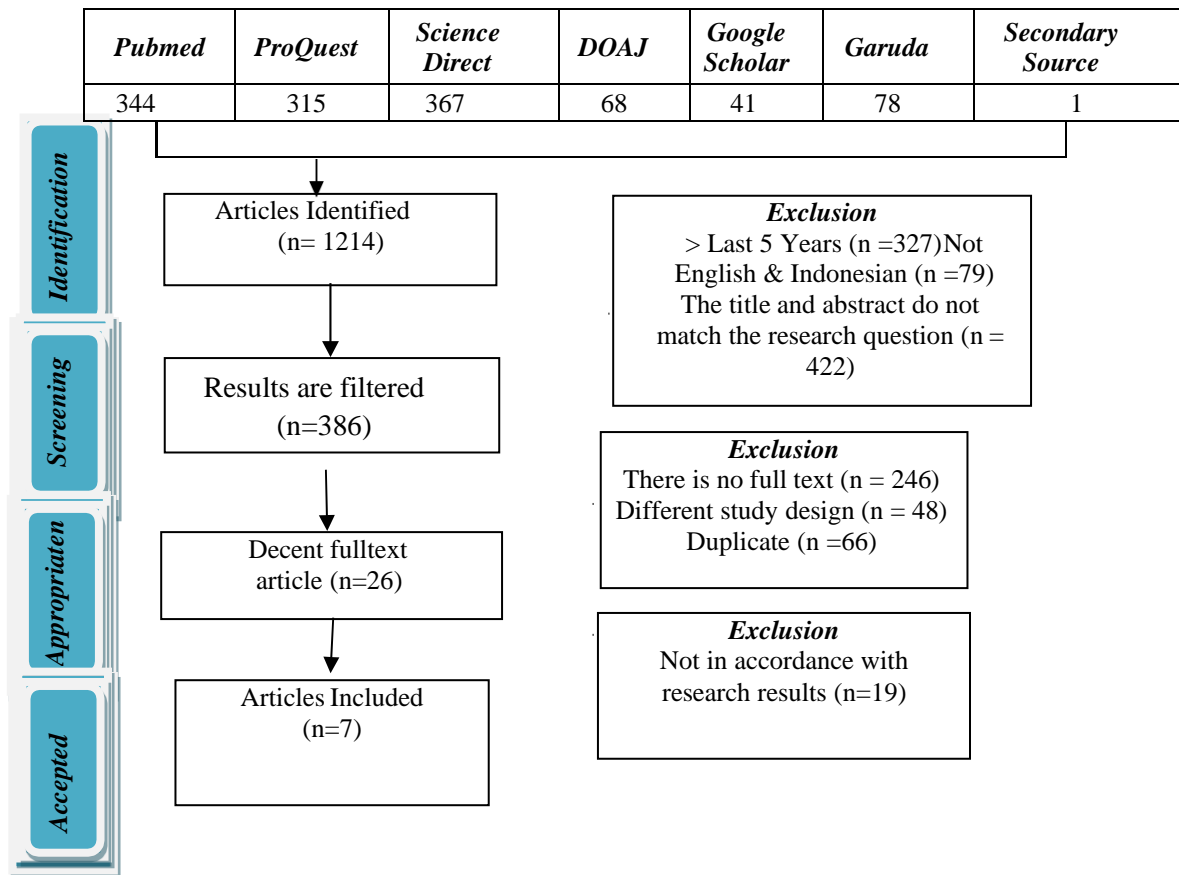 Pubmed ProQuest Science Direct DOAJ Google Scholar Garuda Secondary Source
344 315 367 68 41 78 1
Identification
Articles Identified
(n= 1214)
Exclusion
> Last 5 Years (n =327)Not
English & Indonesian (n =79)
The title and abstract do not
match the research question (n =
422)
Screening
Results are filtered
(n=386)
Exclusion
There is no full text (n = 246)
Different study design (n = 48)
Duplicate (n =66)
Appropriaten
Decent fulltext
article (n=26)
Exclusion
Not in accordance with
research results (n=19)
Accepted
Articles Included
(n=7)